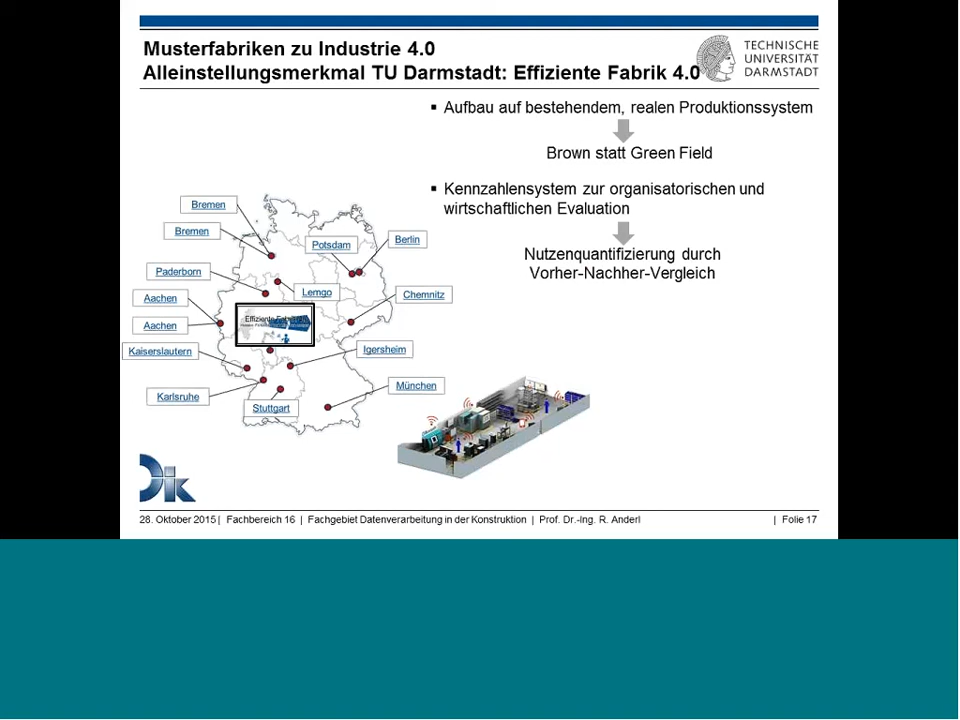 Musterfabriken zu Industrie 4.0
Alleinstellungsmerkmal TU Darmstadt: Effiziente Fabrik 4.0
TECHNISCHE
UNIVERSITÄT
DARMSTADT
▪ Aufbau auf bestehendem, realen Produktionssystem
Brown statt Green Field
▪ Kennzahlensystem zur organisatorischen und
wirtschaftlichen Evaluation
Nutzenquantifizierung durch
Vorher-Nachher-Vergleich
Bremen
Bremen
Potsdam
Berlin
Paderborn
Lemgo
Chemnitz
Aachen
Aachen
Effiziente Fabrik
Kaiserslautern
Igersheim
Karlsruhe
München
Stuttgart
Dik
28. Oktober 2015 | Fachbereich 16 | Fachgebiet Datenverarbeitung in der Konstruktion | Prof. Dr.-Ing. R. Anderl | Folie 17